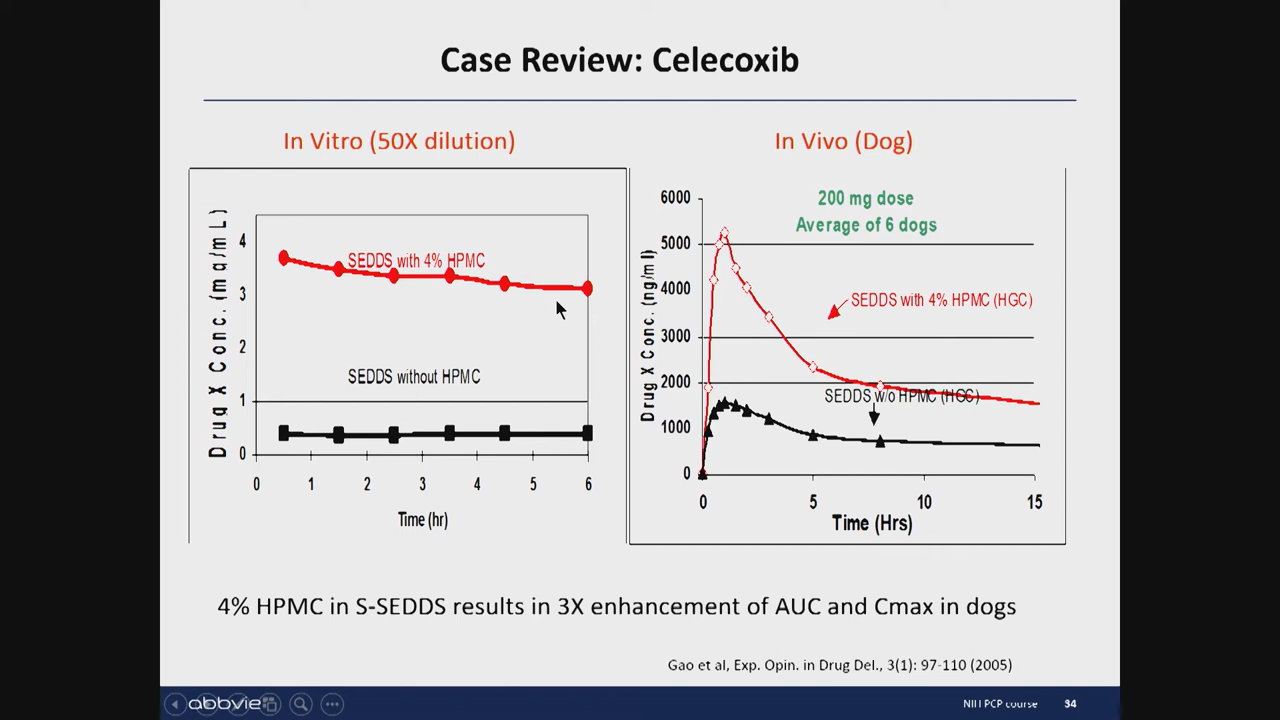 Case Review: Celecoxib
In Vitro (50X dilution)
Drug X Conc. (mg/mL)
4
3
2
1
0
SEDDS with 4% HPMC
SEDDS without HPMC
0 1 2 3 4 5 6
Time (hr)
In Vivo (Dog)
200 mg dose
Average of 6 dogs
Drug X Conc. (ng/ml)
6000
5000
4000
3000
2000
1000
0
SEDDS with 4% HPMC (HGC)
SEDDS w/o HPMC (HGC)
0 5 10 15
Time (Hrs)
4% HPMC in S-SEDDS results in 3X enhancement of AUC and Cmax in dogs
Gao et al, Exp. Opin. in Drug Del., 3(1): 97-110 (2005)
abbvie
NIH PCP course 34